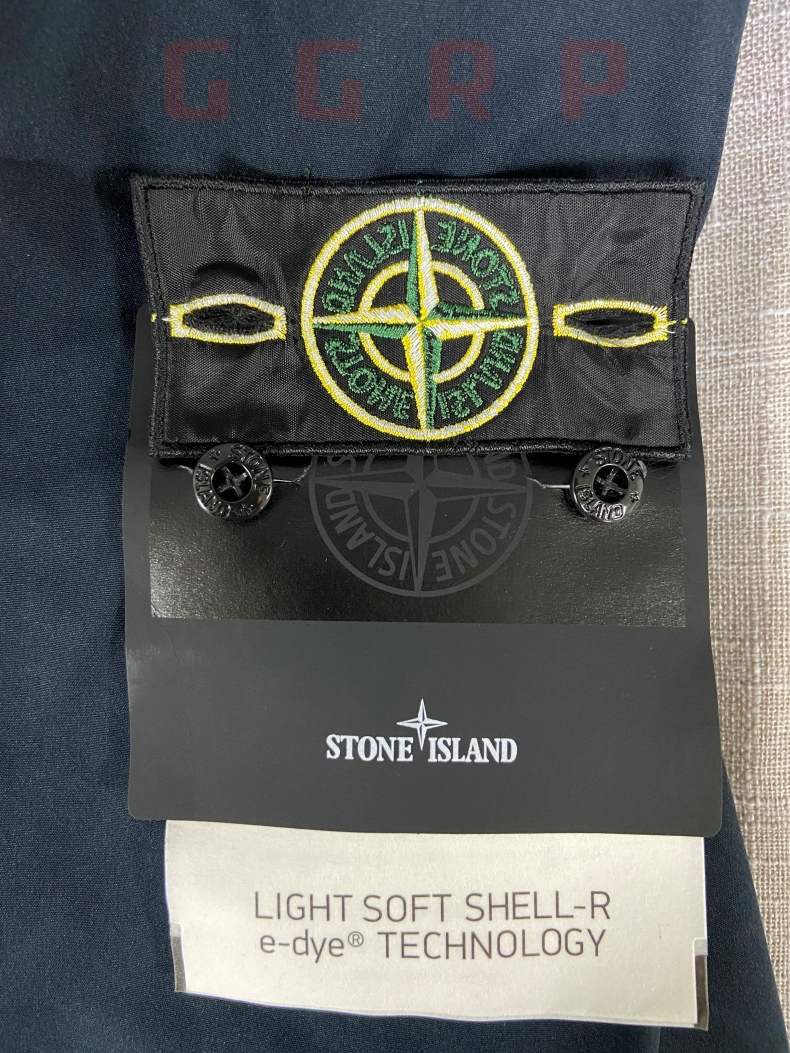 GGRP
STONE ISLAND
STONE ISLAND
STONE ISLAND
STONE ISLAND
ISLAND STONE
STONE ISLAND
LIGHT SOFT SHELL-R
e-dye® TECHNOLOGY